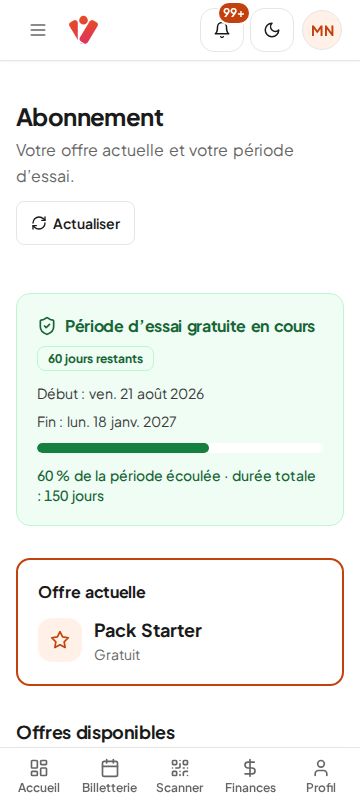 99+
MN
Abonnement
Votre offre actuelle et votre période
d’essai.
Actualiser
Période d’essai gratuite en cours
60 jours restants
Début : ven. 21 août 2026
Fin : lun. 18 janv. 2027
60 % de la période écoulée · durée totale
: 150 jours
Offre actuelle
Pack Starter
Gratuit
Offres disponibles
Accueil
Billetterie
Scanner
Finances
Profil